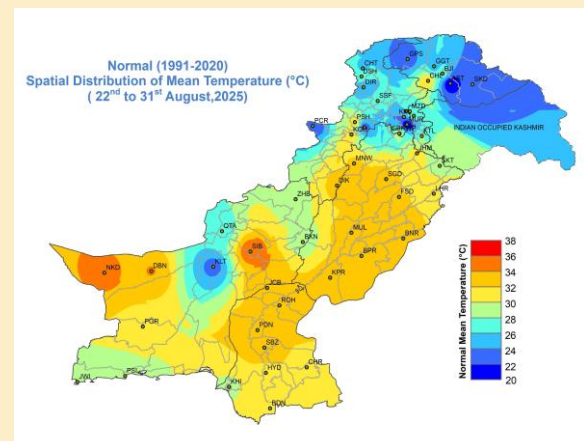 Normal (1991-2020)
Spatial Distribution of Mean Temperature (°C)
( 22nd to 31st August,2025)
GPS
CHT
GGT
DSH
BJI
DIR
AST
SKD
SSF
MZD
PCR
PSH
INDIAN OCCUPIED KASHMIR
KTL
JHM
MNW
SKT
DIK
SGD
LHR
FSD
ZHB
QTA
MUL
BKN
BNR
SIB
NKD
DBN
KLT
BPR
KPR
JCB
ROH
PGR
PDN
SBZ
JWI
HYD
CHR
KHI
BDN
Normal Mean Temperature (°C)
38
36
34
32
30
28
26
24
22
20